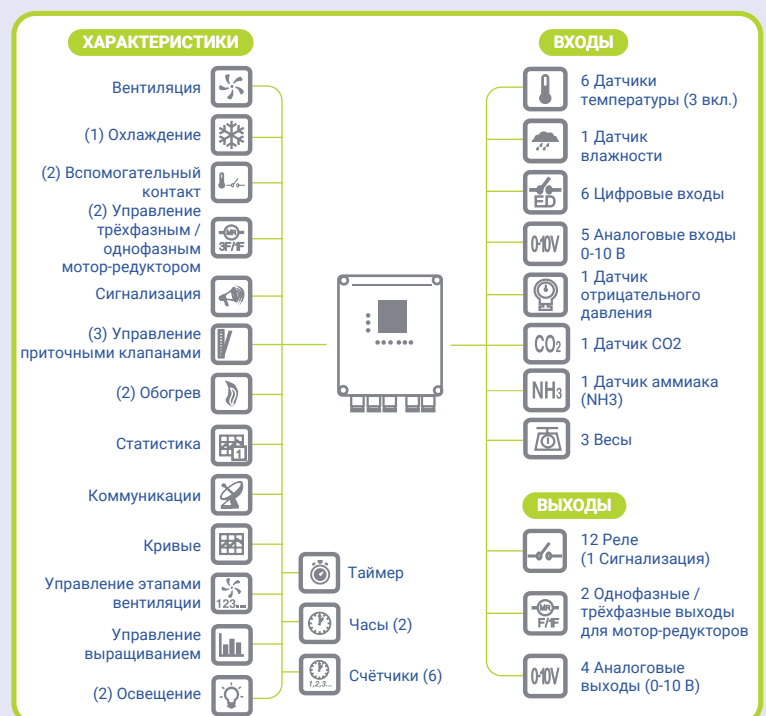 ХАРАКТЕРИСТИКИ
Вентиляция
(1) Охлаждение
(2) Вспомогательный
контакт
(2) Управление
трёхфазным /
однофазным
мотор-редуктором
MR
3F/1F
Сигнализация
(3) Управление
приточными клапанами
(2) Обогрев
Статистика
1
Коммуникации
Кривые
Управление этапами
вентиляции
123...
Управление
выращиванием
(2) Освещение
Таймер
Часы (2)
Счётчики (6)
1,2,3...
ВХОДЫ
6 Датчики
температуры (3 вкл.)
1 Датчик
влажности
ED
6 Цифровые входы
0-10V
5 Аналоговые входы
0-10 В
1 Датчик
отрицательного
давления
CO2
1 Датчик CO2
NH3
1 Датчик аммиака
(NH3)
3 Весы
ВЫХОДЫ
12 Реле
(1 Сигнализация)
MR
F/1F
2 Однофазные /
трёхфазные выходы
для мотор-редукторов
0-10V
4 Аналоговые
выходы (0-10 В)